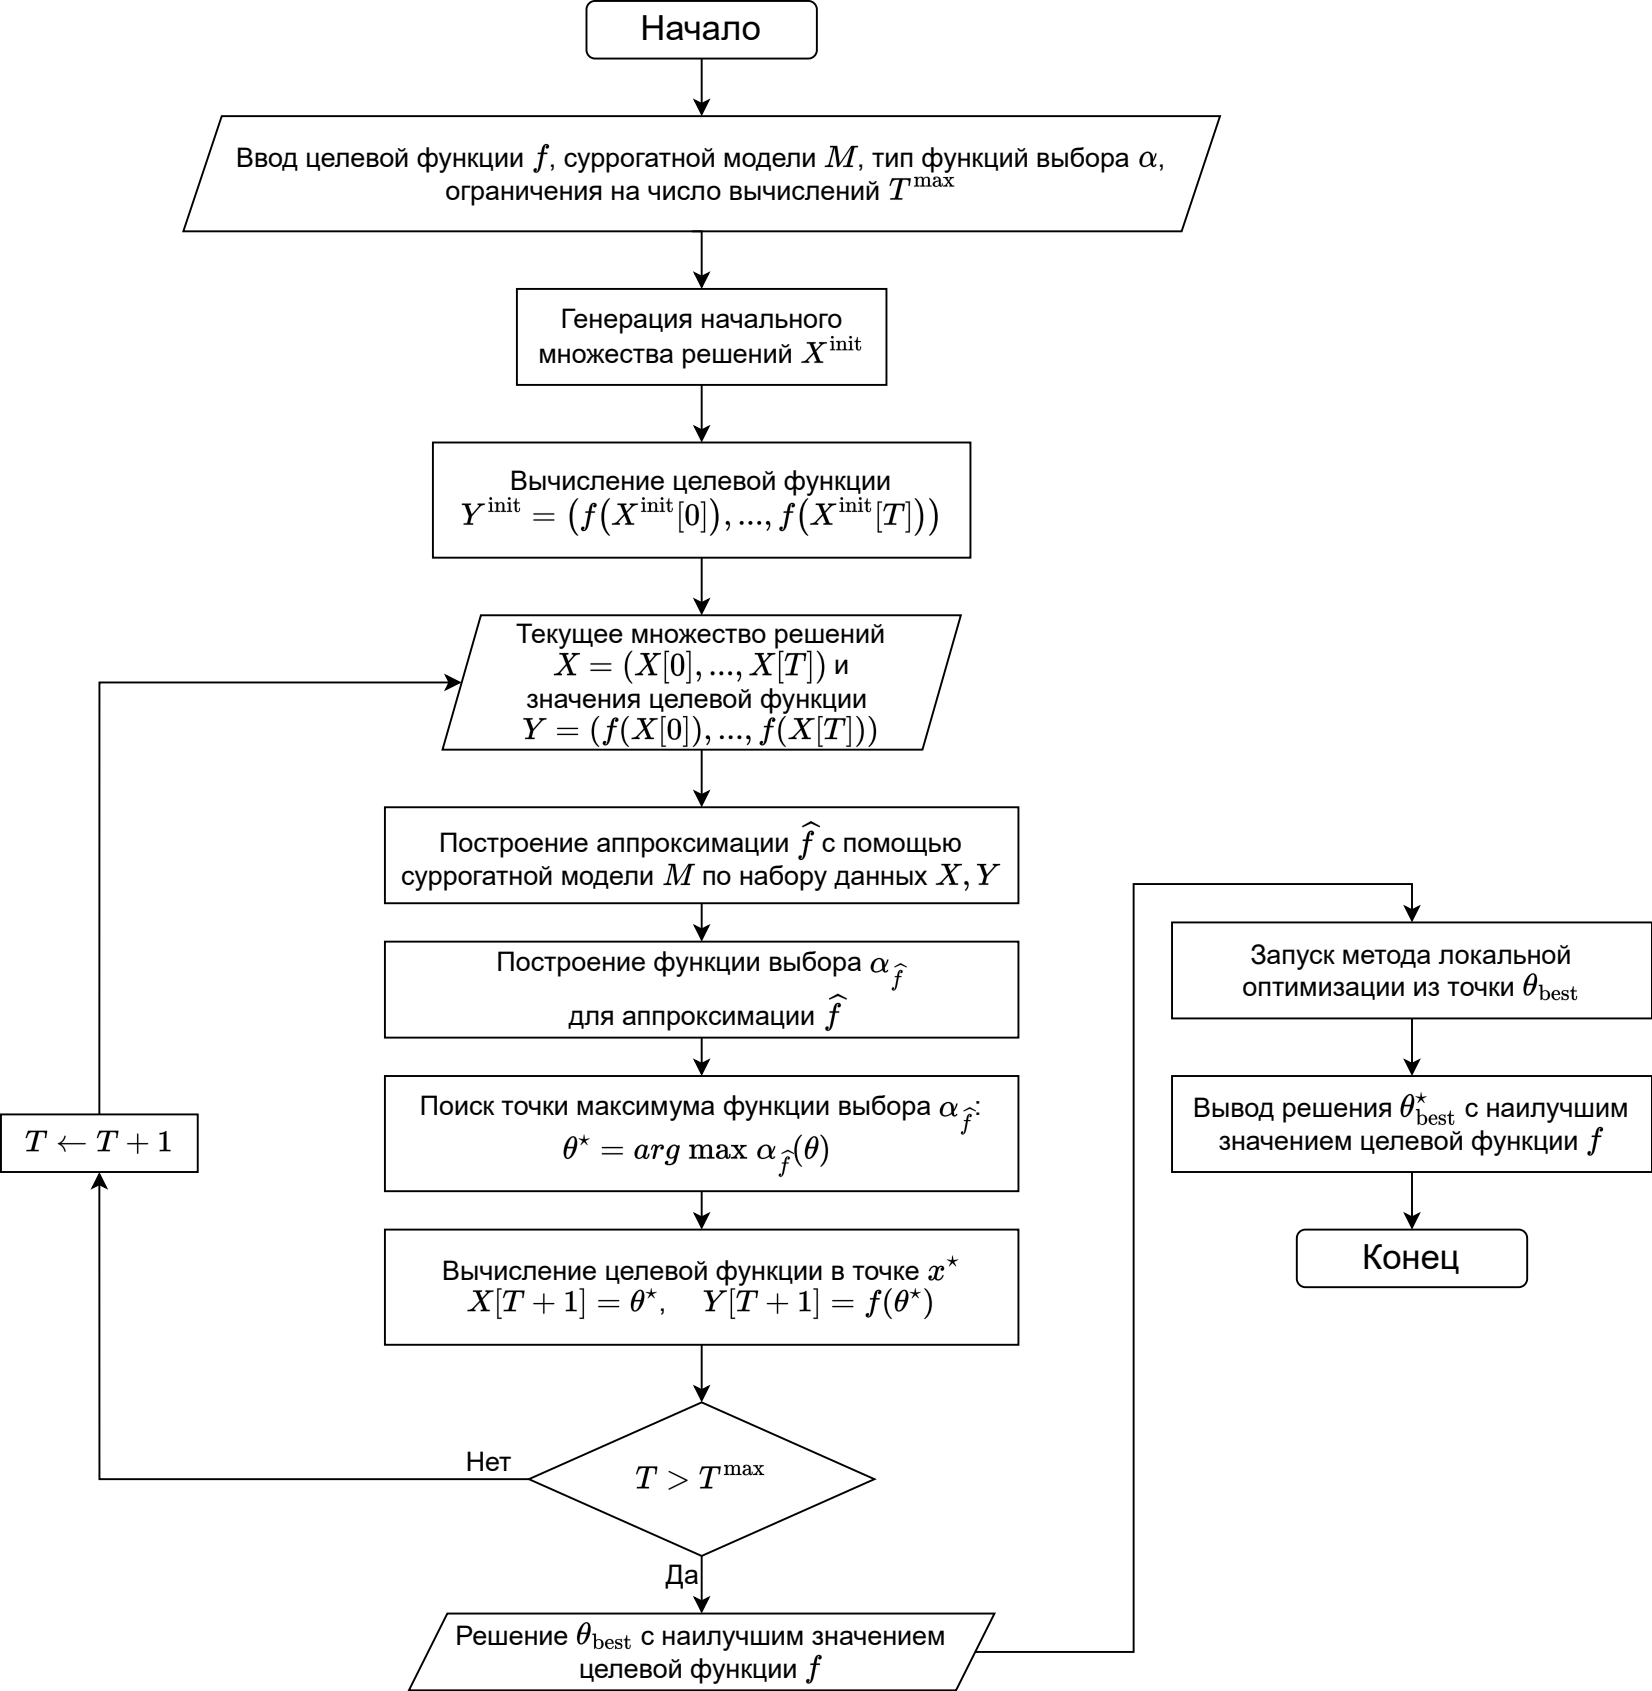 Начало
Ввод целевой функции f, суррогатной модели M, тип функций выбора α,
ограничения на число вычислений T^max
Генерация начального
множества решений X^init
Вычисление целевой функции
Y^init = (f(X^init[0]), ..., f(X^init[T]))
Текущее множество решений
X = (X[0], ..., X[T]) и
значения целевой функции
Y = (f(X[0]), ..., f(X[T]))
Построение аппроксимации f̂ с помощью
суррогатной модели M по набору данных X, Y
Построение функции выбора α_f̂
для аппроксимации f̂
Поиск точки максимума функции выбора α_f̂:
θ* = arg max α_f̂(θ)
Вычисление целевой функции в точке x*
X[T + 1] = θ*, Y[T + 1] = f(θ*)
T > T^max
Нет
T ← T + 1
Да
Решение θ_best с наилучшим значением
целевой функции f
Запуск метода локальной
оптимизации из точки θ_best
Вывод решения θ*_best с наилучшим
значением целевой функции f
Конец